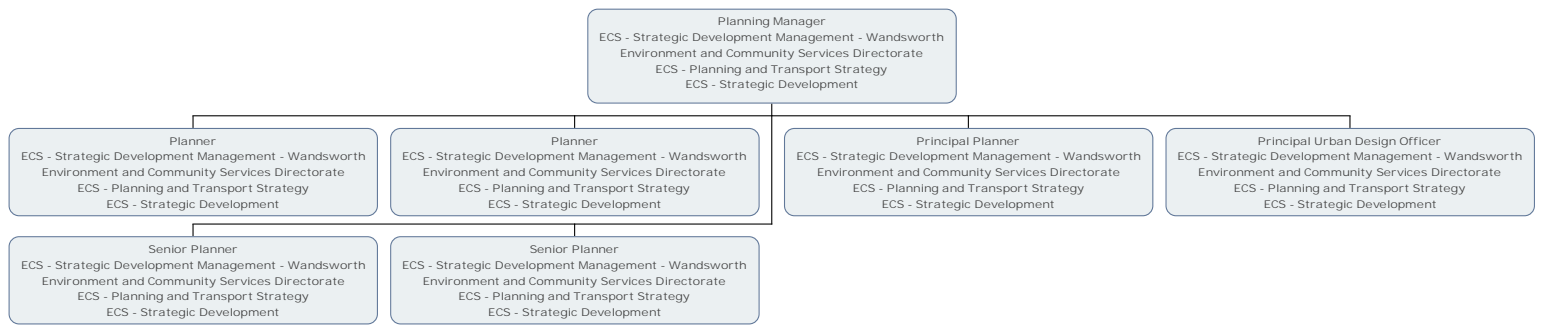 Planning Manager
ECS - Strategic Development Management - Wandsworth
Environment and Community Services Directorate
ECS - Planning and Transport Strategy
ECS - Strategic Development
Planner
ECS - Strategic Development Management - Wandsworth
Environment and Community Services Directorate
ECS - Planning and Transport Strategy
ECS - Strategic Development
Planner
ECS - Strategic Development Management - Wandsworth
Environment and Community Services Directorate
ECS - Planning and Transport Strategy
ECS - Strategic Development
Principal Planner
ECS - Strategic Development Management - Wandsworth
Environment and Community Services Directorate
ECS - Planning and Transport Strategy
ECS - Strategic Development
Principal Urban Design Officer
ECS - Strategic Development Management - Wandsworth
Environment and Community Services Directorate
ECS - Planning and Transport Strategy
ECS - Strategic Development
Senior Planner
ECS - Strategic Development Management - Wandsworth
Environment and Community Services Directorate
ECS - Planning and Transport Strategy
ECS - Strategic Development
Senior Planner
ECS - Strategic Development Management - Wandsworth
Environment and Community Services Directorate
ECS - Planning and Transport Strategy
ECS - Strategic Development